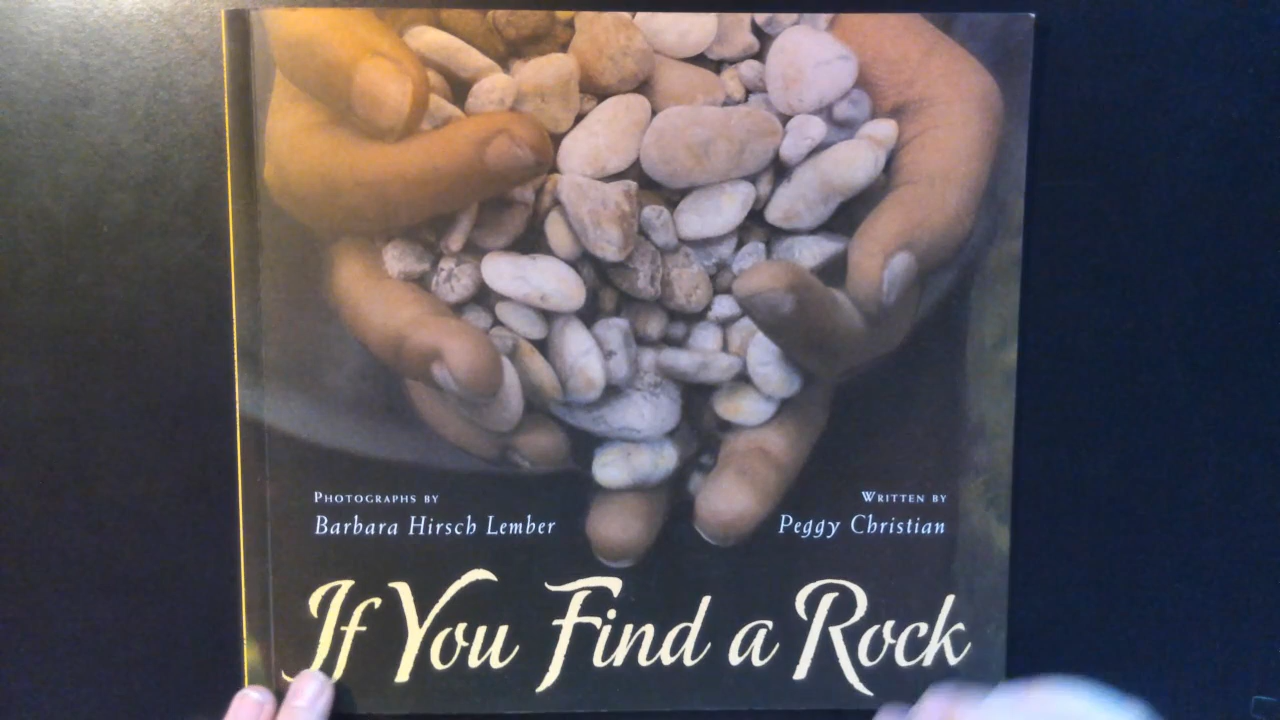 Photographs by
Barbara Hirsch Lember
Written by
Peggy Christian
If You Find a Rock